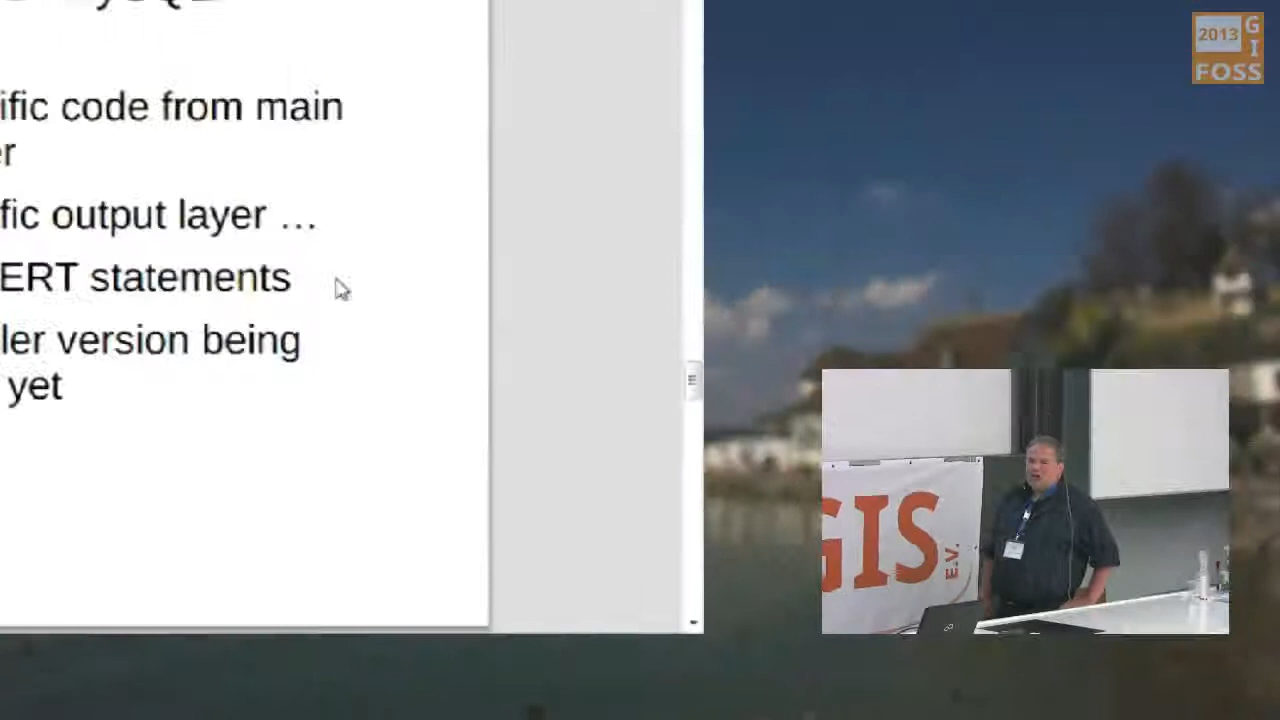 ific code from main
er
fic output layer …
ERT statements
ler version being
yet
2013
G
I
FOSS
GIS
E.V.